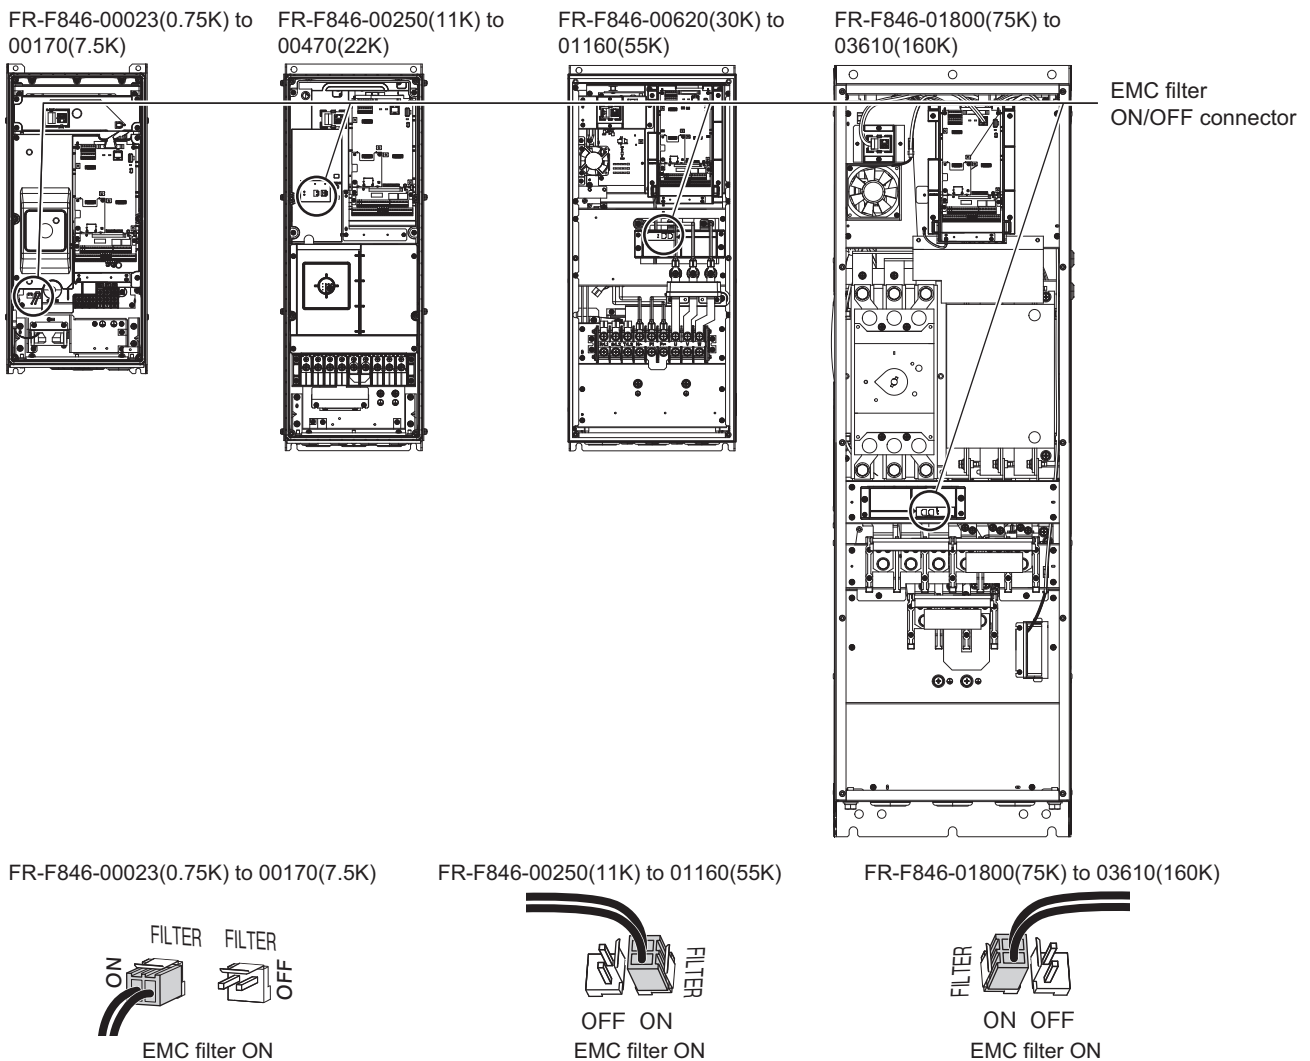 FR-F846-00023(0.75K) to
00170(7.5K)
FR-F846-00250(11K) to
00470(22K)
FR-F846-00620(30K) to
01160(55K)
FR-F846-01800(75K) to
03610(160K)
EMC filter
ON/OFF connector
FR-F846-00023(0.75K) to 00170(7.5K)
FILTER
FILTER
ON
OFF
EMC filter ON
FR-F846-00250(11K) to 01160(55K)
FILTER
OFF ON
EMC filter ON
FR-F846-01800(75K) to 03610(160K)
FILTER
ON OFF
EMC filter ON